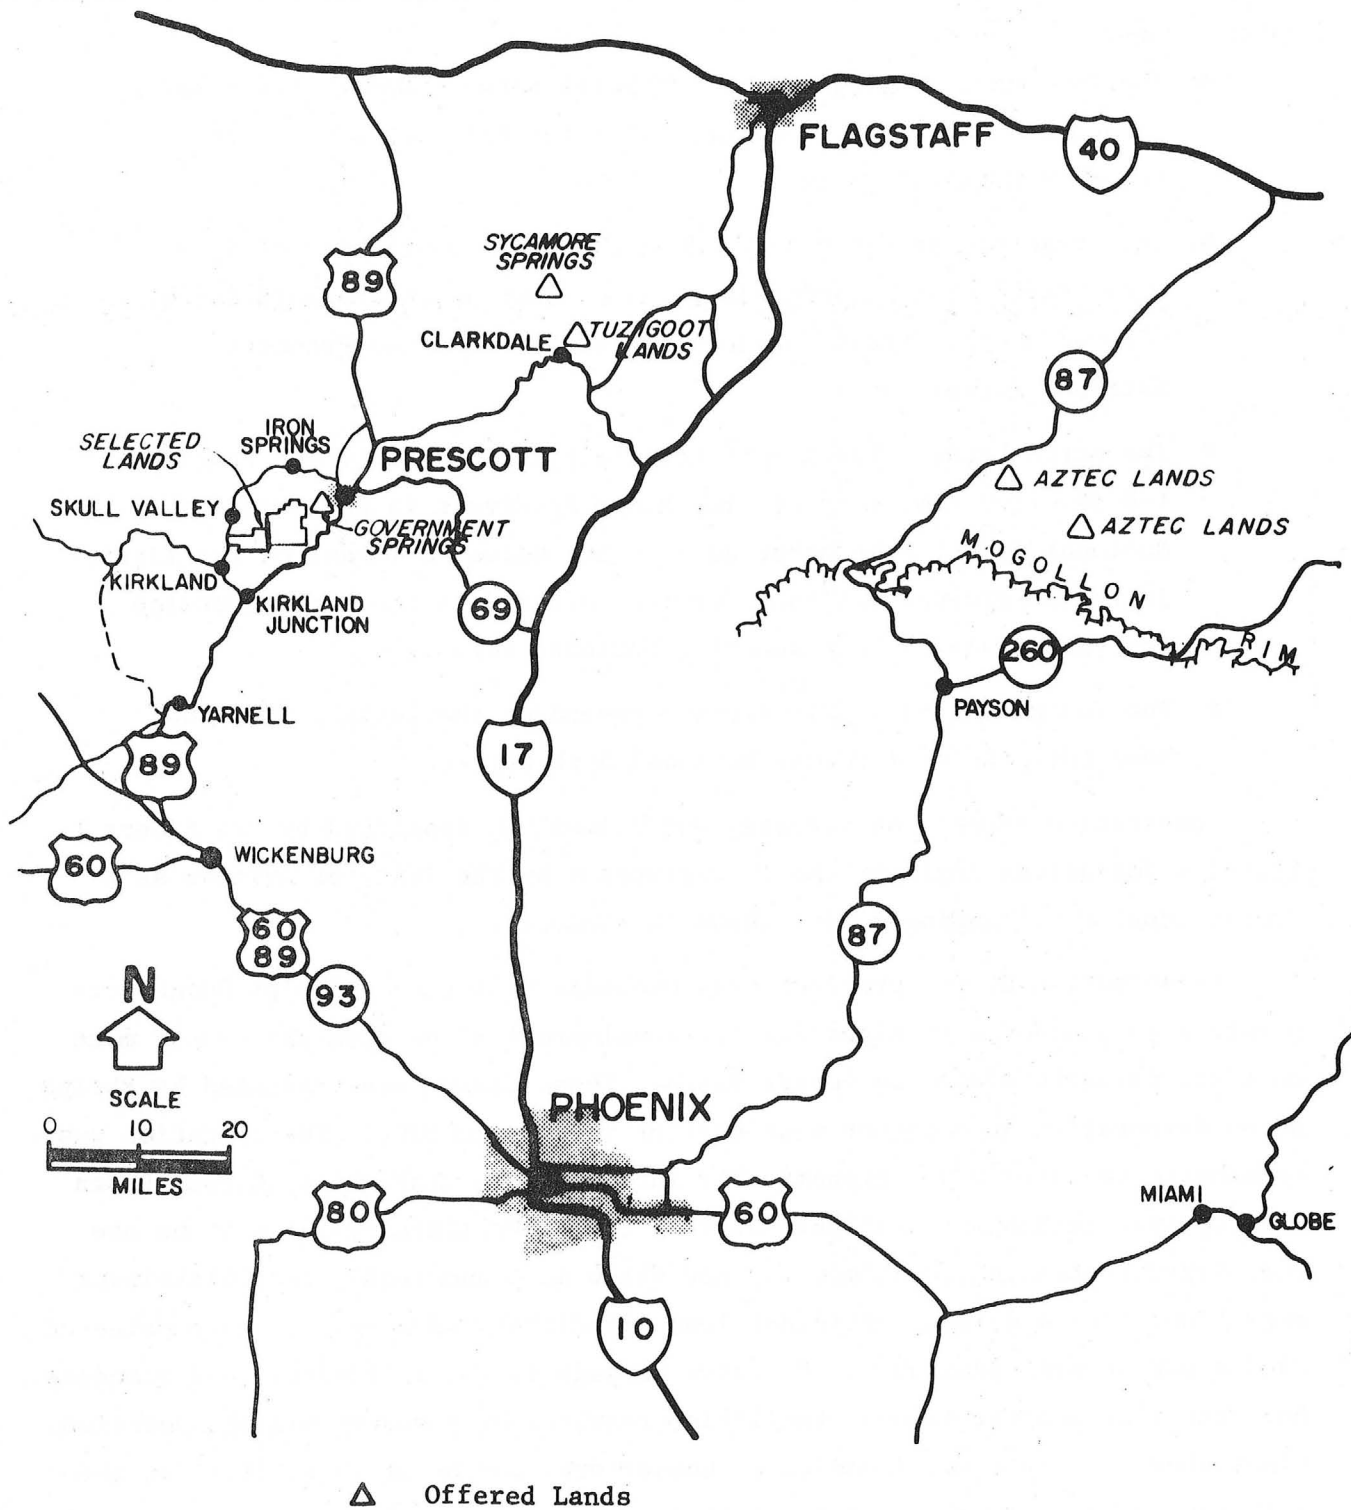 FLAGSTAFF
40
SYCAMORE
SPRINGS
89
CLARKDALE
TUZIGOOT
LANDS
87
IRON
SPRINGS
SELECTED
LANDS
PRESCOTT
AZTEC LANDS
SKULL VALLEY
GOVERNMENT
SPRINGS
AZTEC LANDS
MOGOLLON
RIM
KIRKLAND
KIRKLAND
JUNCTION
69
260
YARNELL
PAYSON
17
89
60
WICKENBURG
60
89
87
93
N
SCALE
0 10 20
MILES
PHOENIX
80
60
MIAMI
GLOBE
10
Offered Lands